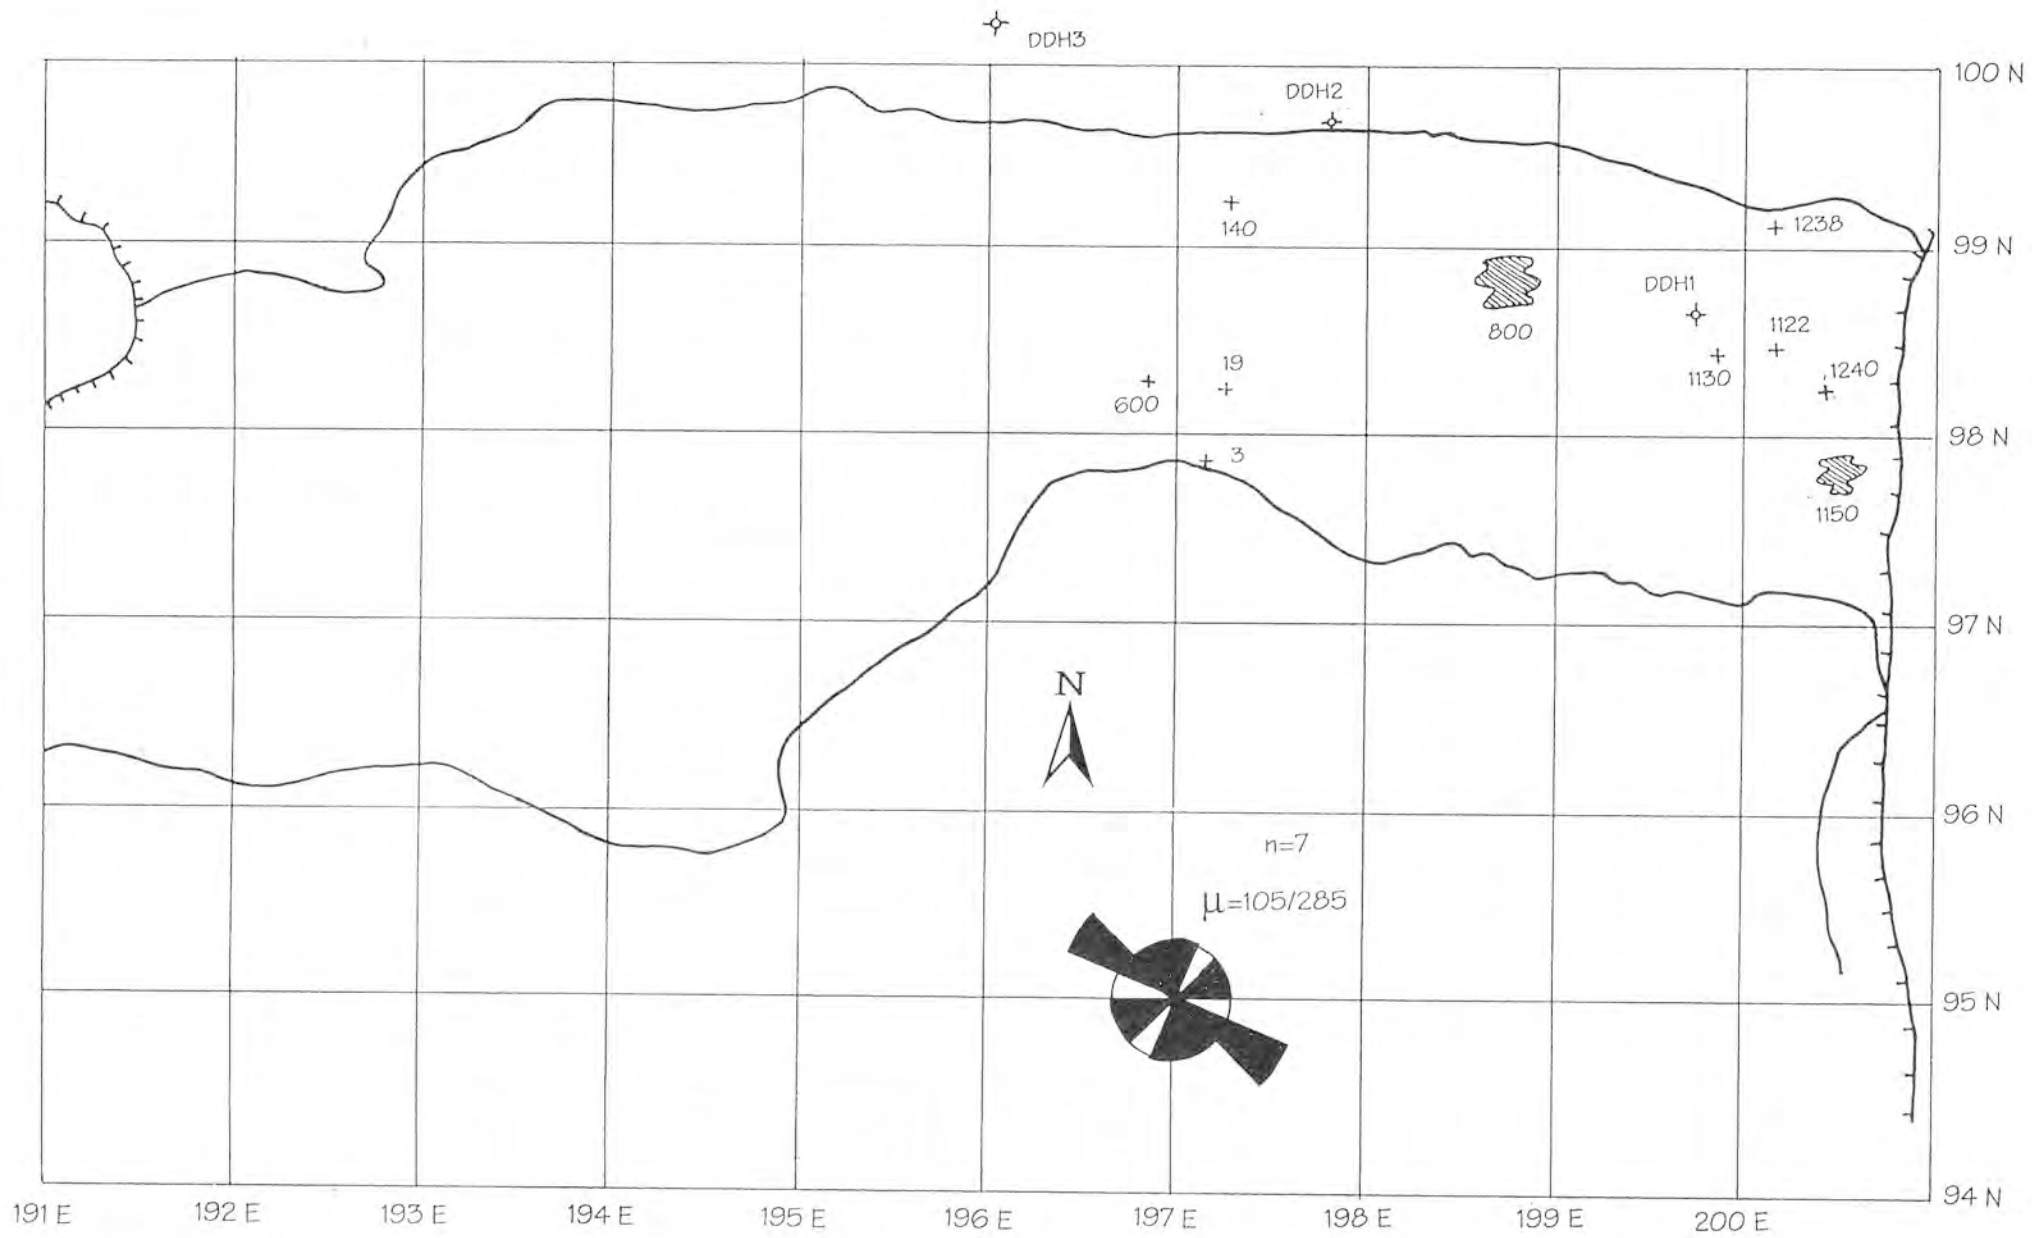 DDH3
100 N
DDH2
140
1238
99 N
DDH1
800
1122
19
1130
1240
600
98 N
3
1150
97 N
N
96 N
n=7
μ=105/285
95 N
94 N
191 E 192 E 193 E 194 E 195 E 196 E 197 E 198 E 199 E 200 E